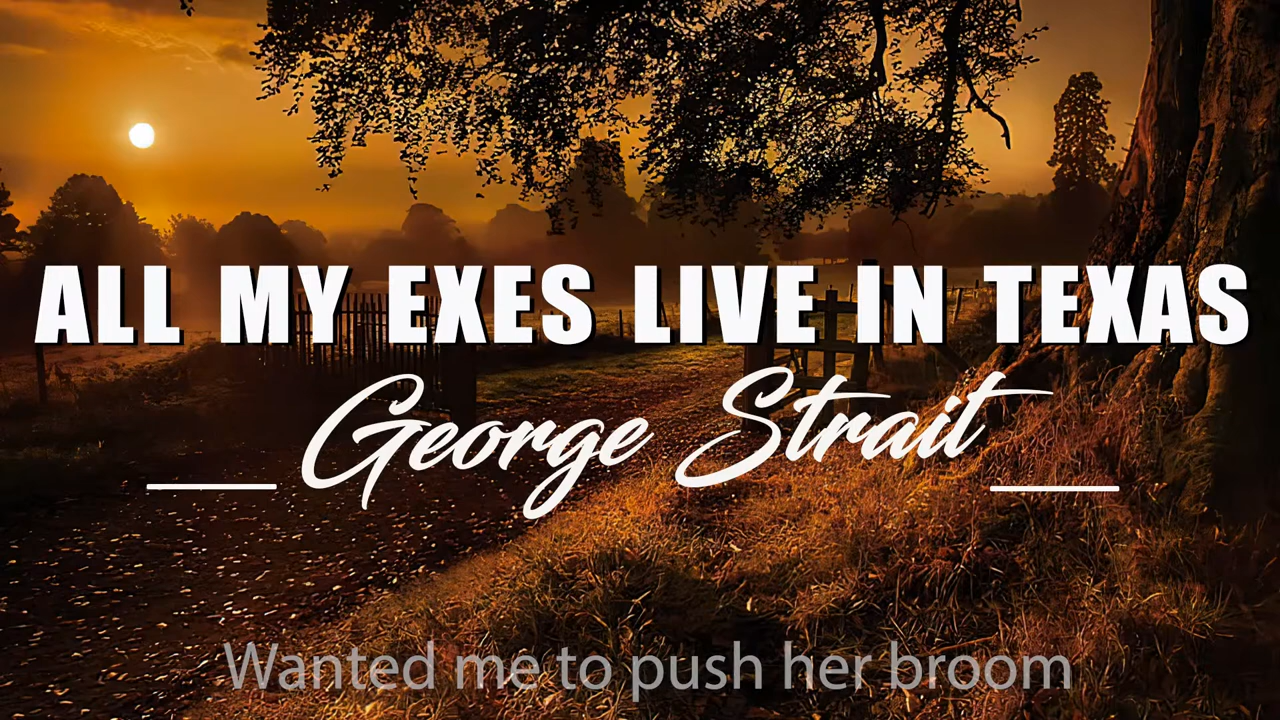 ALL MY EXES LIVE IN TEXAS
George Strait
Wanted me to push her broom